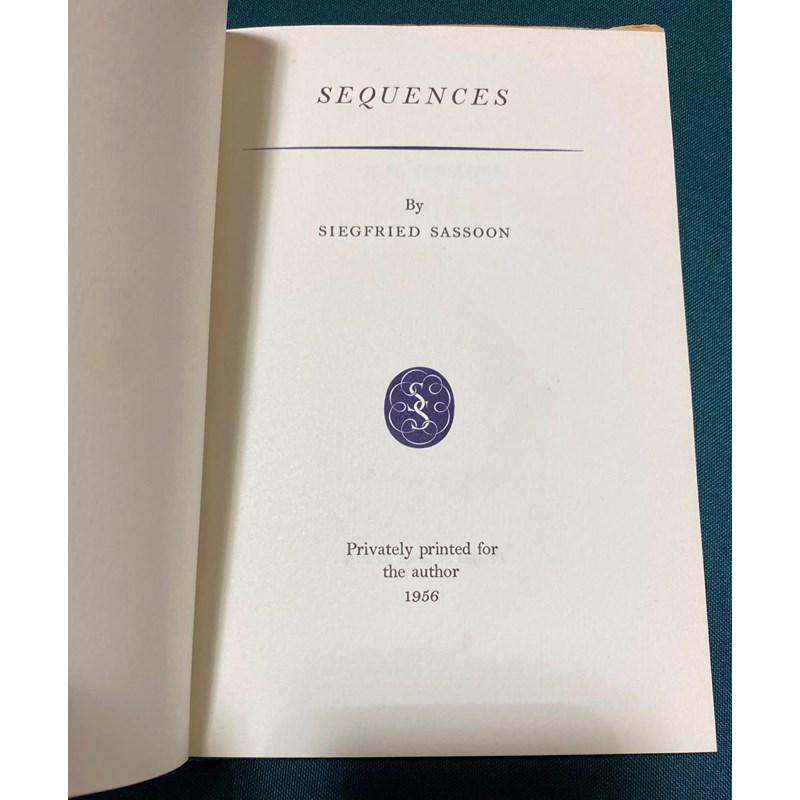 SEQUENCES
By
SIEGFRIED SASSOON
SS
Privately printed for
the author
1956